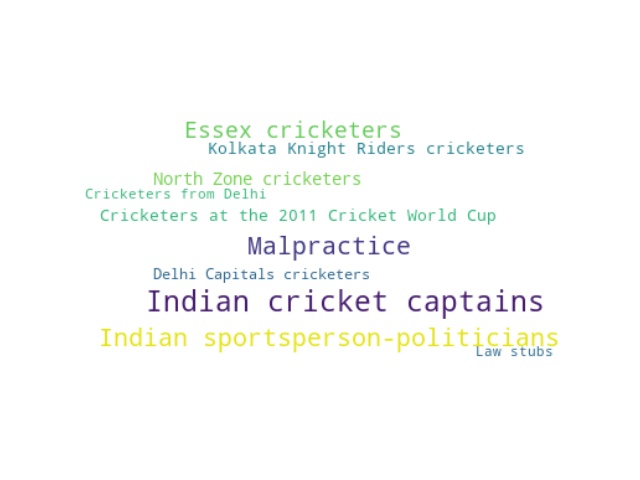 Essex cricketers
Kolkata Knight Riders cricketers
North Zone cricketers
Cricketers from Delhi
Cricketers at the 2011 Cricket World Cup
Malpractice
Delhi Capitals cricketers
Indian cricket captains
Indian sportsperson-politicians
Law stubs